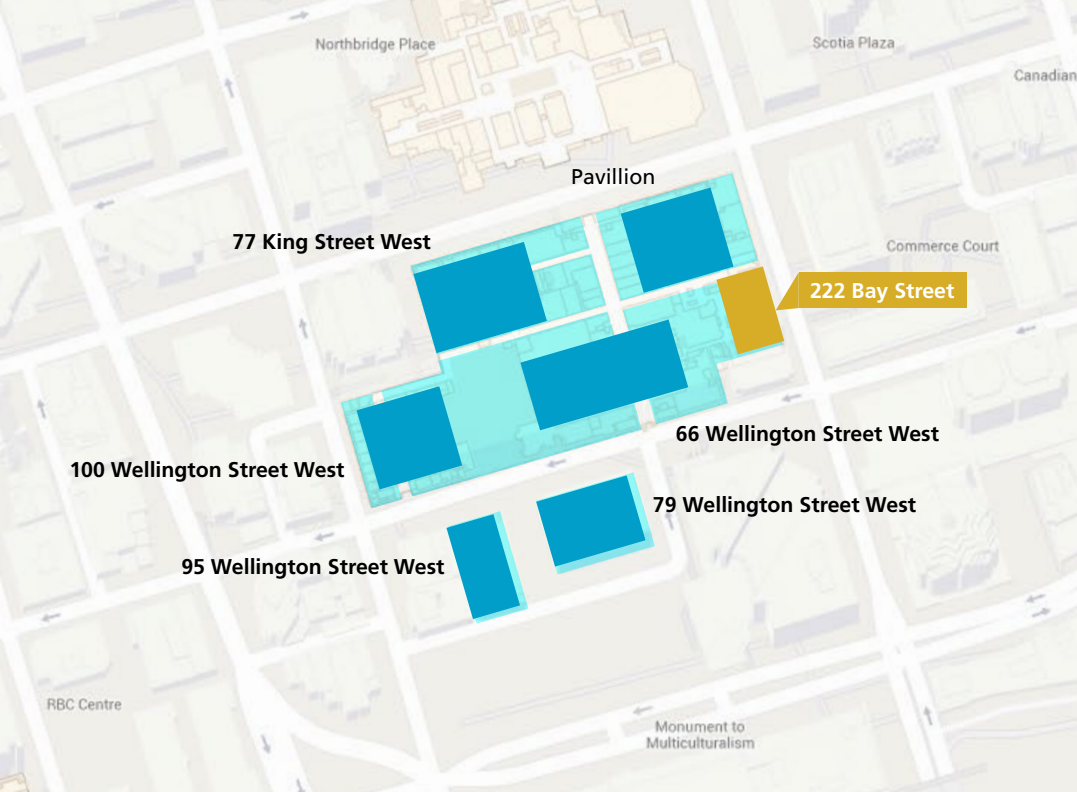 Northbridge Place
Scotia Plaza
Canadian
Pavillion
77 King Street West
Commerce Court
222 Bay Street
66 Wellington Street West
100 Wellington Street West
79 Wellington Street West
95 Wellington Street West
RBC Centre
Monument to
Multiculturalism